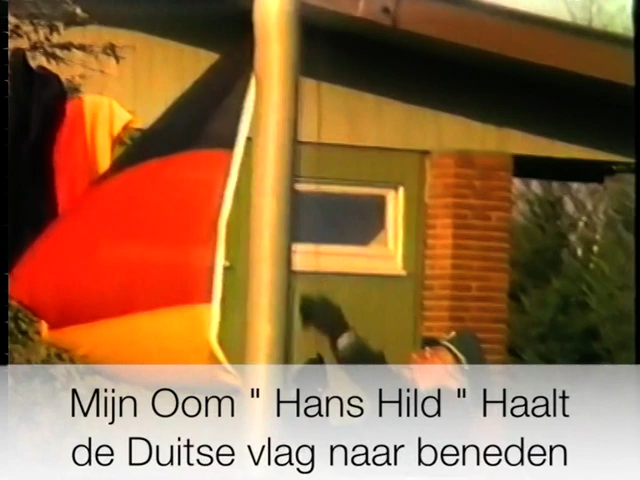 Mijn Oom " Hans Hild " Haalt
de Duitse vlag naar beneden